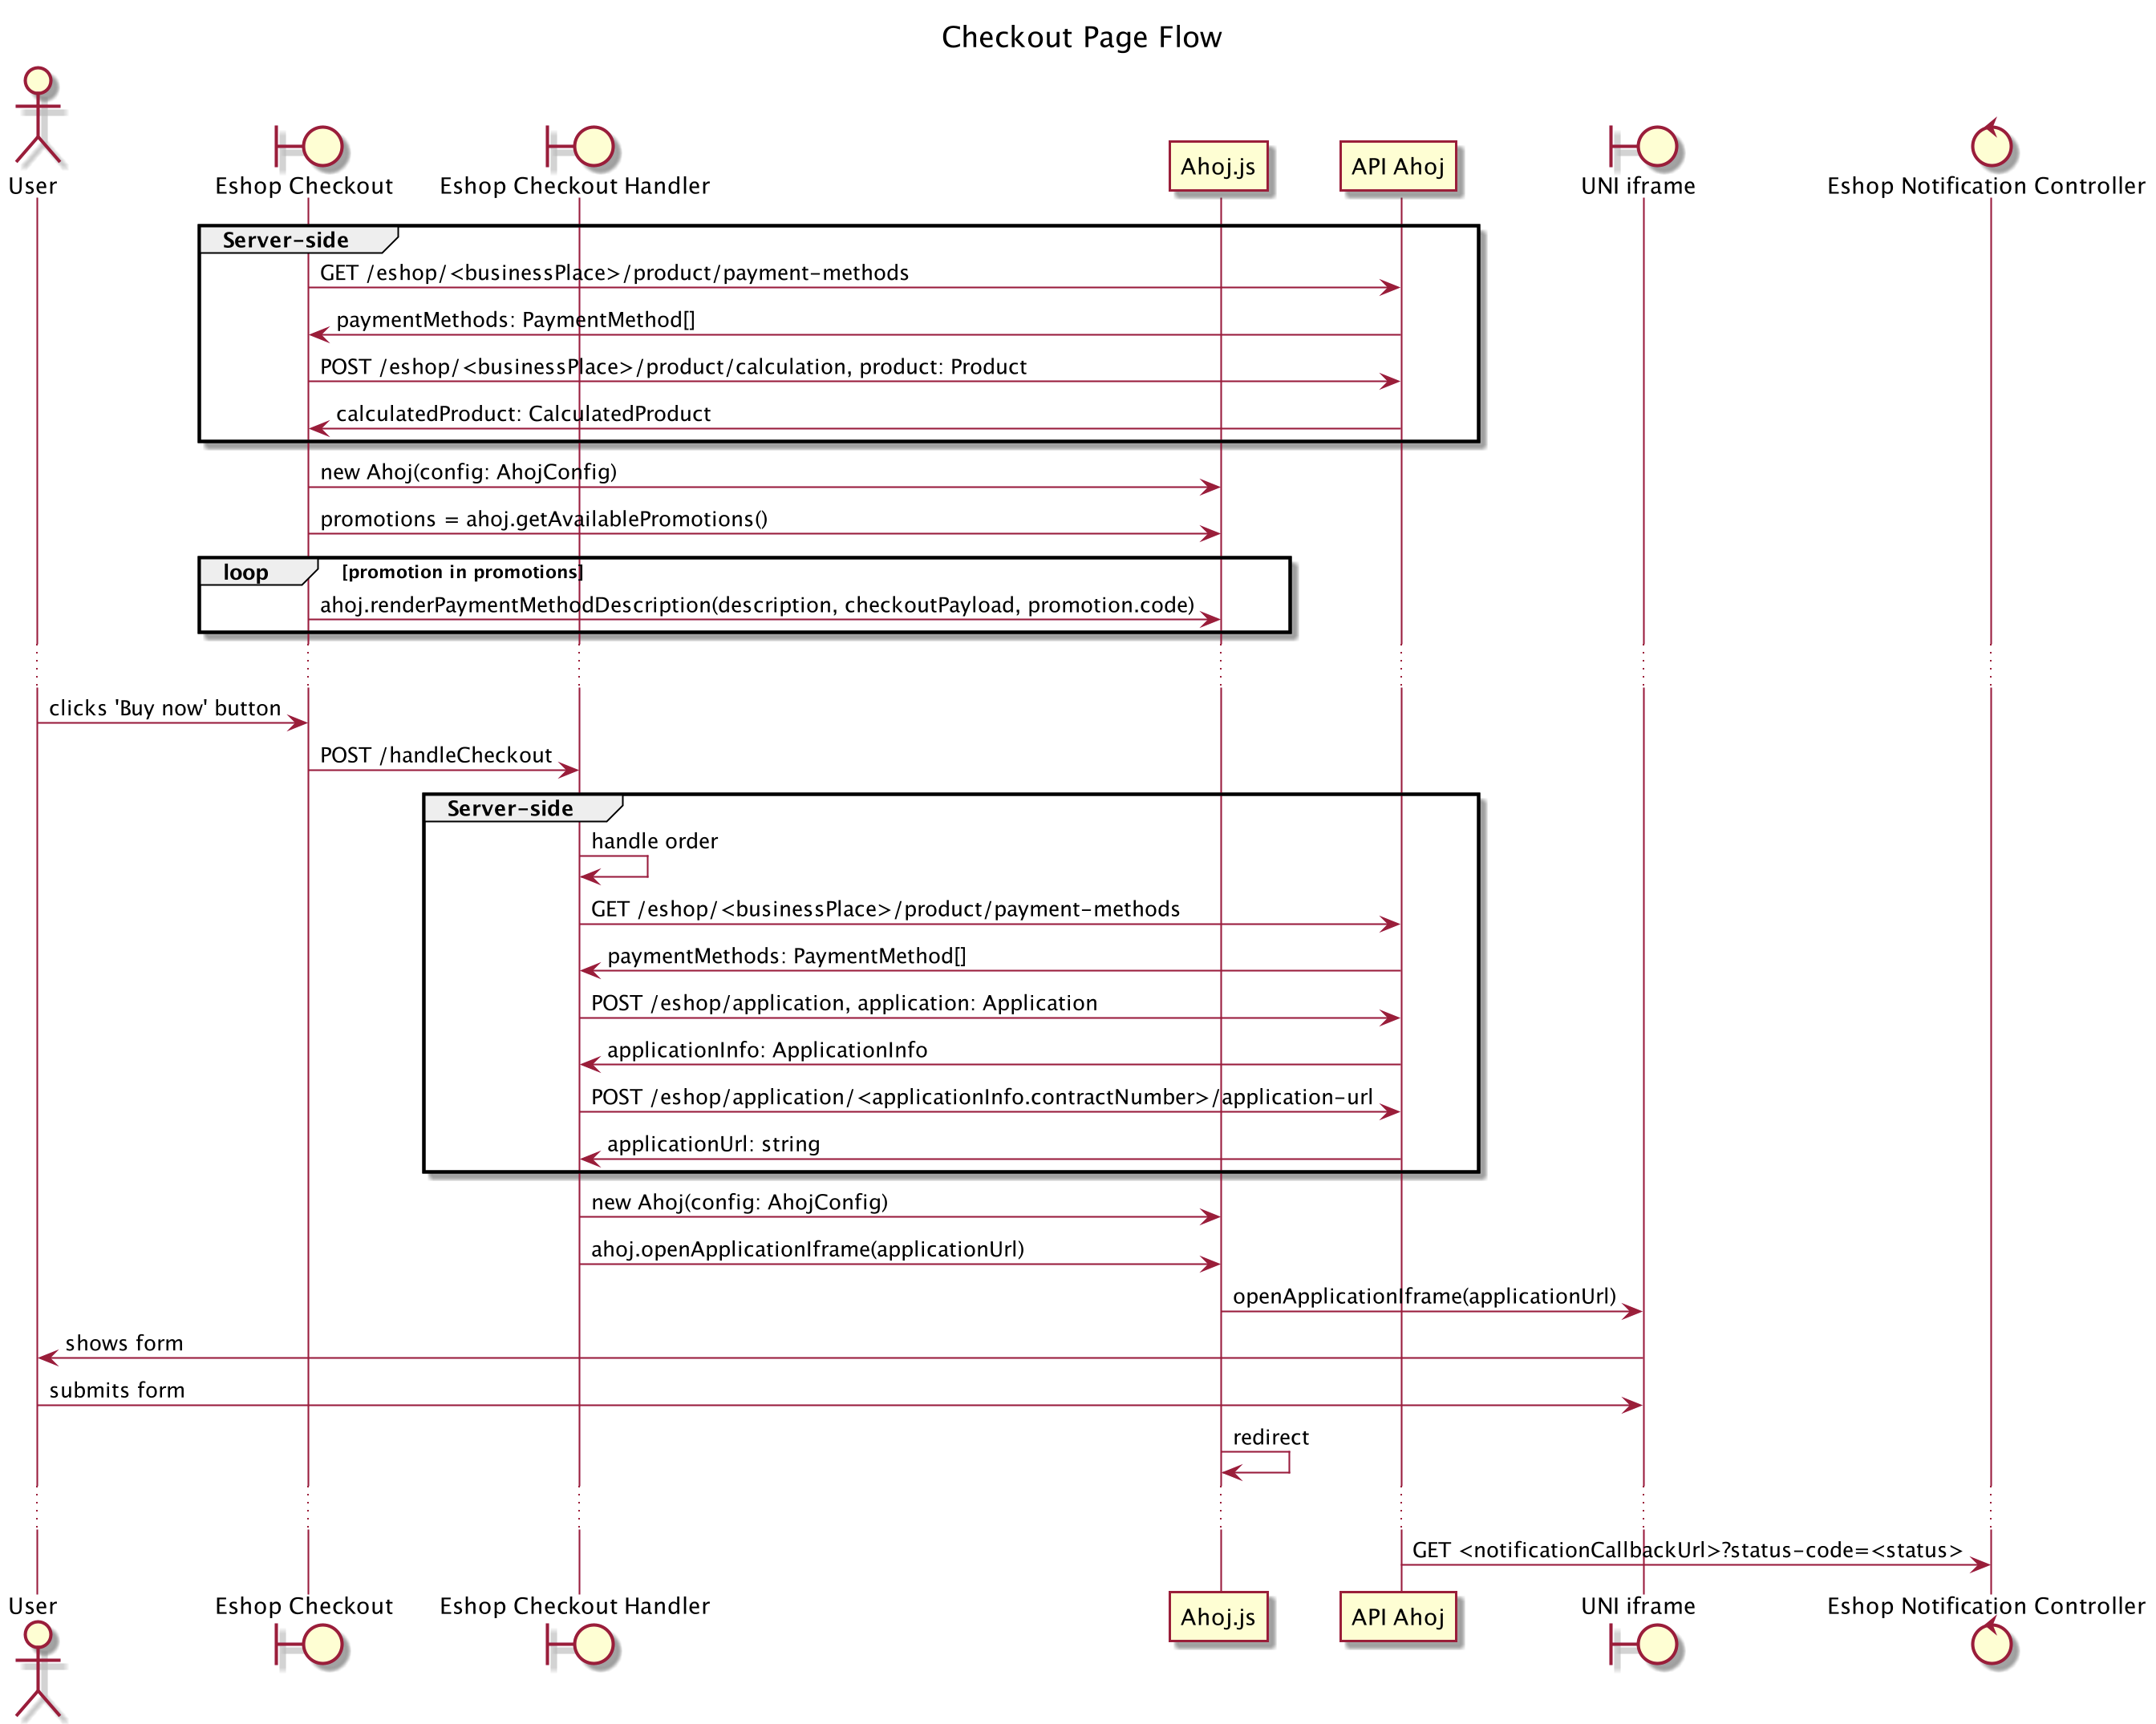 Checkout Page Flow
User
Eshop Checkout
Eshop Checkout Handler
Ahoj.js
API Ahoj
UNI iframe
Eshop Notification Controller
Server-side
GET /eshop/<businessPlace>/product/payment-methods
paymentMethods: PaymentMethod[]
POST /eshop/<businessPlace>/product/calculation, product: Product
calculatedProduct: CalculatedProduct
new Ahoj(config: AhojConfig)
promotions = ahoj.getAvailablePromotions()
loop [promotion in promotions]
ahoj.renderPaymentMethodDescription(description, checkoutPayload, promotion.code)
clicks 'Buy now' button
POST /handleCheckout
Server-side
handle order
GET /eshop/<businessPlace>/product/payment-methods
paymentMethods: PaymentMethod[]
POST /eshop/application, application: Application
applicationInfo: ApplicationInfo
POST /eshop/application/<applicationInfo.contractNumber>/application-url
applicationUrl: string
new Ahoj(config: AhojConfig)
ahoj.openApplicationIframe(applicationUrl)
openApplicationIframe(applicationUrl)
shows form
submits form
redirect
GET <notificationCallbackUrl>?status-code=<status>
User
Eshop Checkout
Eshop Checkout Handler
Ahoj.js
API Ahoj
UNI iframe
Eshop Notification Controller